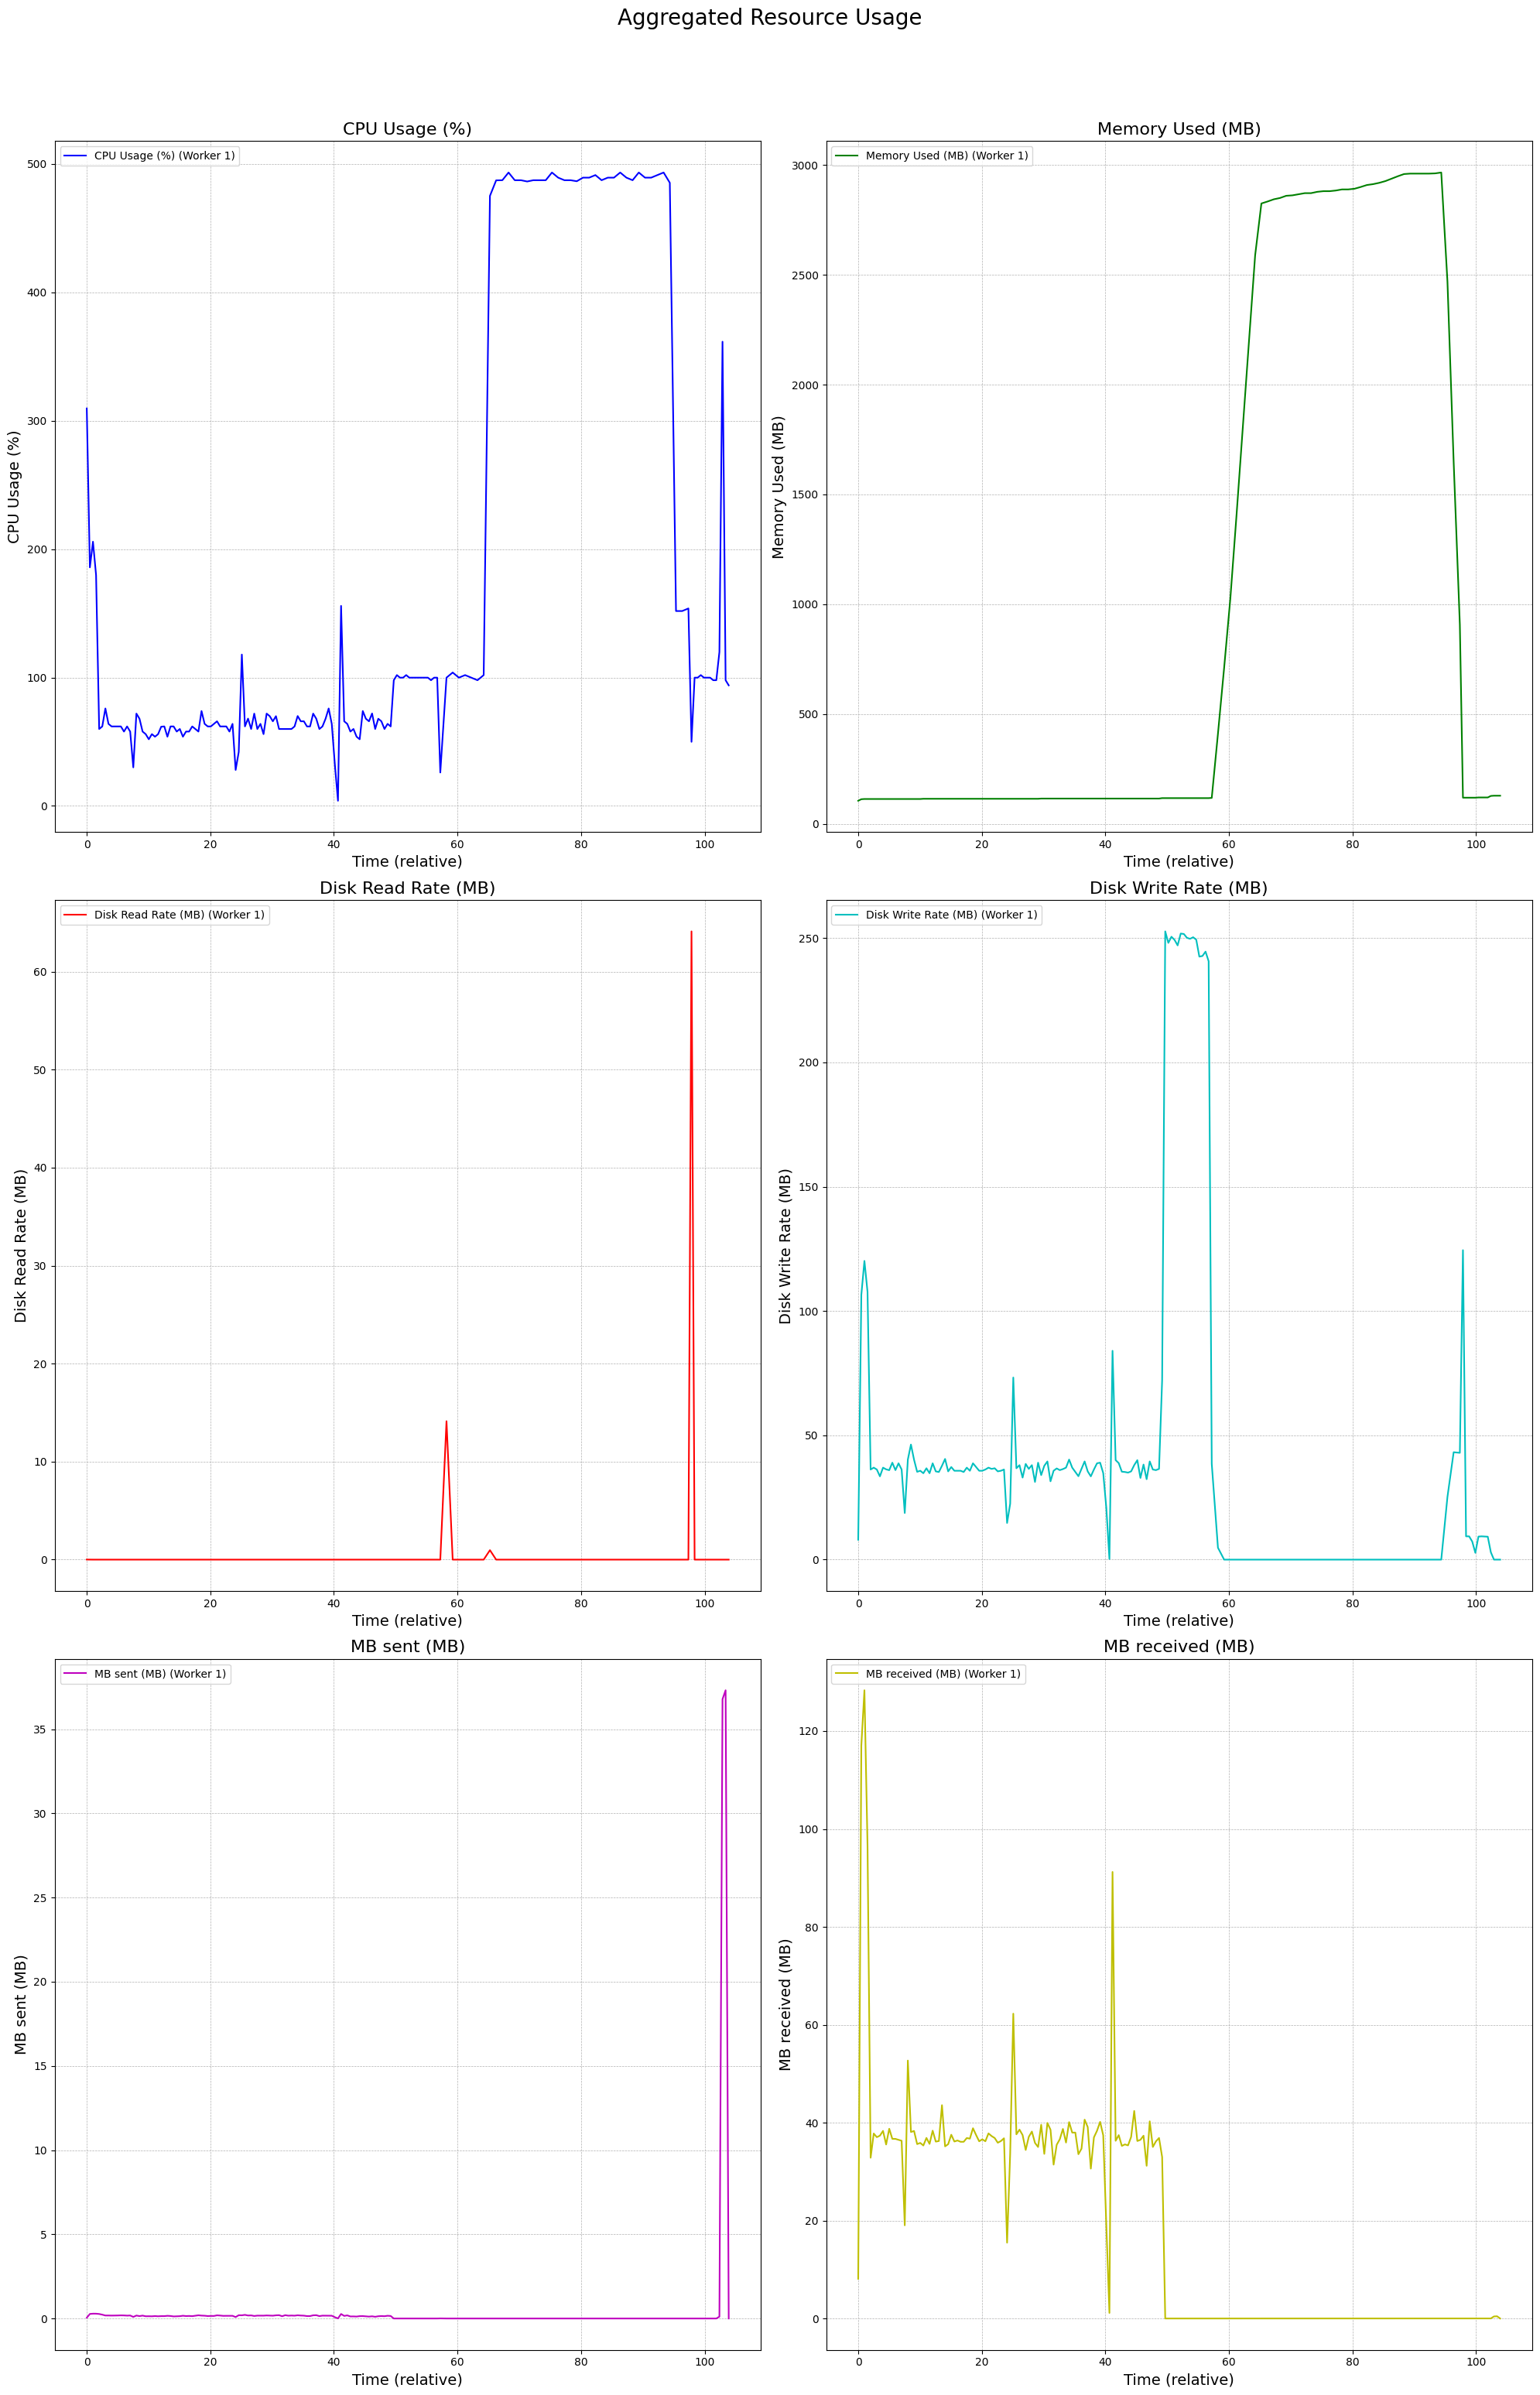 Aggregated Resource Usage
CPU Usage (%)
CPU Usage (%) (Worker 1)
CPU Usage (%)
500
400
300
200
100
0
0 20 40 60 80 100
Time (relative)
Memory Used (MB)
Memory Used (MB) (Worker 1)
Memory Used (MB)
3000
2500
2000
1500
1000
500
0
0 20 40 60 80 100
Time (relative)
Disk Read Rate (MB)
Disk Read Rate (MB) (Worker 1)
Disk Read Rate (MB)
60
50
40
30
20
10
0
0 20 40 60 80 100
Time (relative)
Disk Write Rate (MB)
Disk Write Rate (MB) (Worker 1)
Disk Write Rate (MB)
250
200
150
100
50
0
0 20 40 60 80 100
Time (relative)
MB sent (MB)
MB sent (MB) (Worker 1)
MB sent (MB)
35
30
25
20
15
10
5
0
0 20 40 60 80 100
Time (relative)
MB received (MB)
MB received (MB) (Worker 1)
MB received (MB)
120
100
80
60
40
20
0
0 20 40 60 80 100
Time (relative)